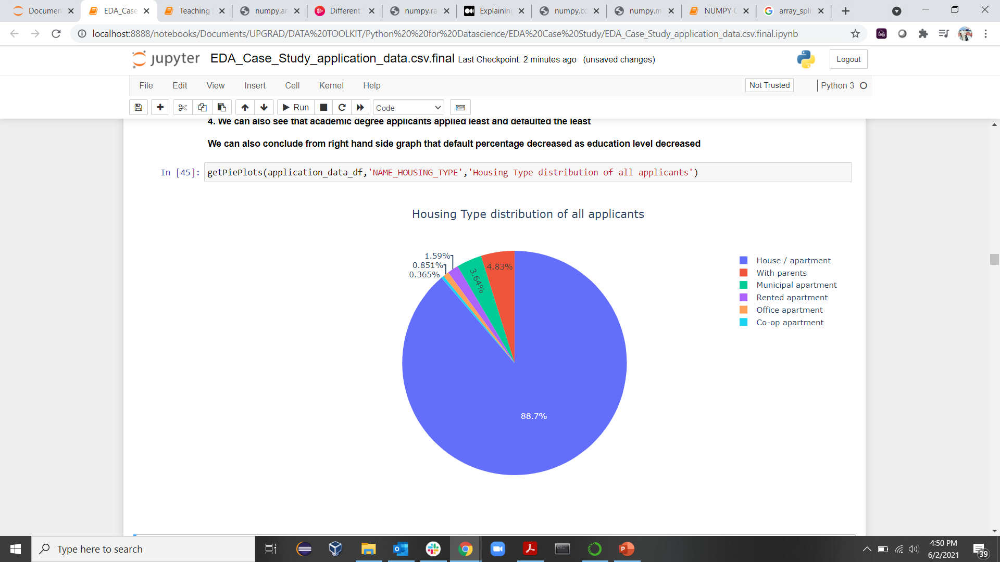 Documen
EDA_Case
Teaching
numpy.ar
Different
numpy.ra
Explaining
numpy.co
numpy.m
NUMPY C
array_spli
localhost:8888/notebooks/Documents/UPGRAD/DATA%20TOOLKIT/Python%20%20for%20Datascience/EDA%20Case%20Study/EDA_Case_Study_application_data.csv.final.ipynb
jupyter EDA_Case_Study_application_data.csv.final Last Checkpoint: 2 minutes ago (unsaved changes)
Logout
File Edit View Insert Cell Kernel Help
Not Trusted
Python 3
Run
Code
4. We can also see that academic degree applicants applied least and defaulted the least
We can also conclude from right hand side graph that default percentage decreased as education level decreased
In [45]: getPiePlots(application_data_df,'NAME_HOUSING_TYPE','Housing Type distribution of all applicants')
Housing Type distribution of all applicants
1.59%
0.851%
0.365%
3.64%
4.83%
88.7%
House / apartment
With parents
Municipal apartment
Rented apartment
Office apartment
Co-op apartment
Type here to search
4:50 PM
6/2/2021
39